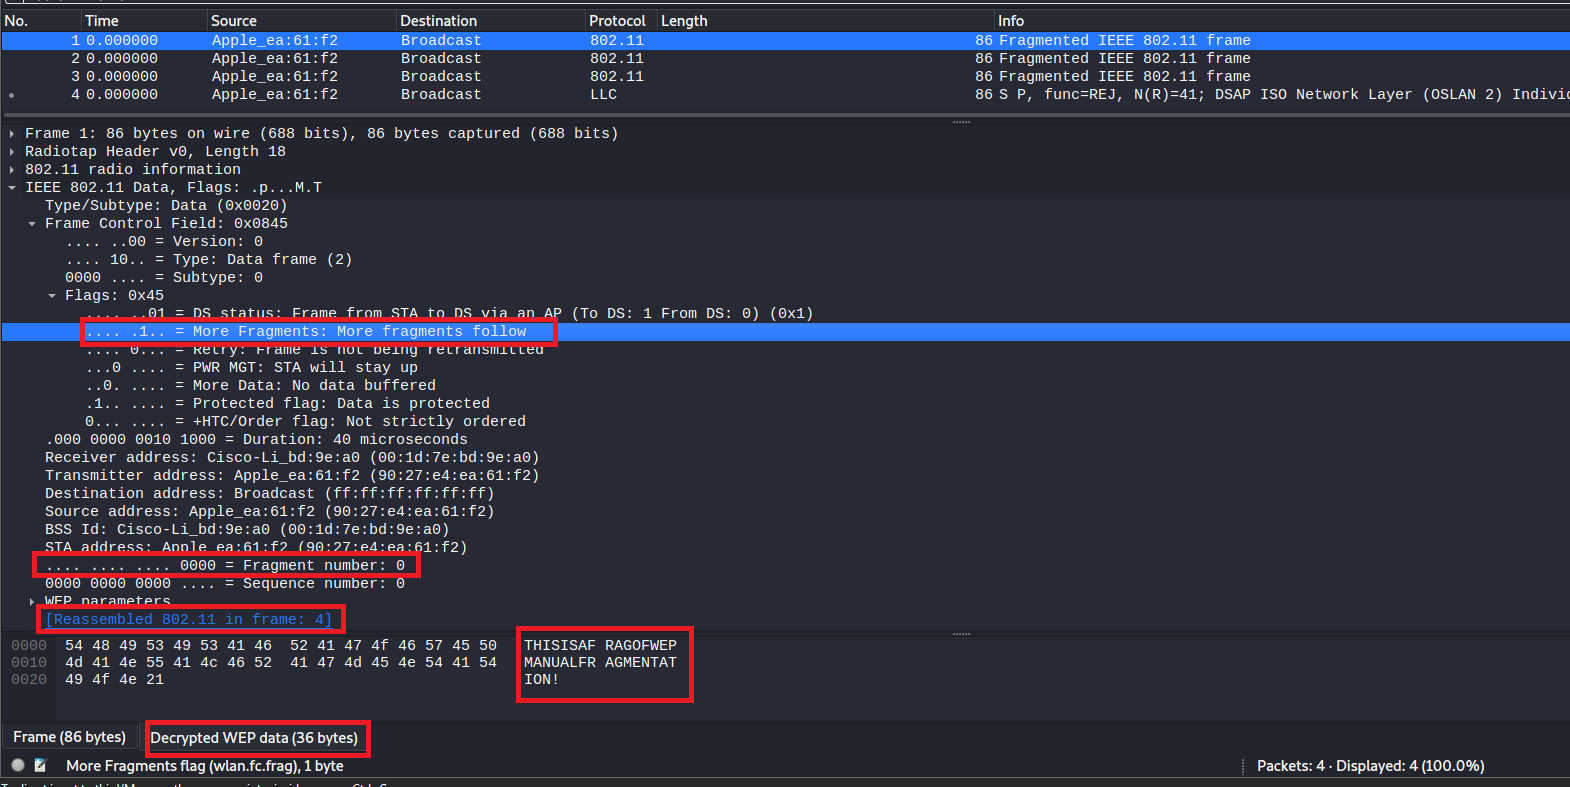 No. Time Source Destination Protocol Length Info
1 0.000000 Apple_ea:61:f2 Broadcast 802.11 86 Fragmented IEEE 802.11 frame
2 0.000000 Apple_ea:61:f2 Broadcast 802.11 86 Fragmented IEEE 802.11 frame
3 0.000000 Apple_ea:61:f2 Broadcast 802.11 86 Fragmented IEEE 802.11 frame
4 0.000000 Apple_ea:61:f2 Broadcast LLC 86 S P, func=REJ, N(R)=41; DSAP ISO Network Layer (OSLAN 2) Individ
Frame 1: 86 bytes on wire (688 bits), 86 bytes captured (688 bits)
Radiotap Header v0, Length 18
802.11 radio information
IEEE 802.11 Data, Flags: .p...M.T
Type/Subtype: Data (0x0020)
Frame Control Field: 0x0845
.... ..00 = Version: 0
.... 10.. = Type: Data frame (2)
0000 .... = Subtype: 0
Flags: 0x45
.... ..01 = DS status: Frame from STA to DS via an AP (To DS: 1 From DS: 0) (0x1)
.... .1.. = More Fragments: More fragments follow
.... 0... = Retry: Frame is not being retransmitted
...0 .... = PWR MGT: STA will stay up
..0. .... = More Data: No data buffered
.1.. .... = Protected flag: Data is protected
0... .... = +HTC/Order flag: Not strictly ordered
.000 0000 0010 1000 = Duration: 40 microseconds
Receiver address: Cisco-Li_bd:9e:a0 (00:1d:7e:bd:9e:a0)
Transmitter address: Apple_ea:61:f2 (90:27:e4:ea:61:f2)
Destination address: Broadcast (ff:ff:ff:ff:ff:ff)
Source address: Apple_ea:61:f2 (90:27:e4:ea:61:f2)
BSS Id: Cisco-Li_bd:9e:a0 (00:1d:7e:bd:9e:a0)
STA address: Apple_ea:61:f2 (90:27:e4:ea:61:f2)
.... .... .... 0000 = Fragment number: 0
0000 0000 0000 .... = Sequence number: 0
WEP parameters
[Reassembled 802.11 in frame: 4]
0000 54 48 49 53 49 53 41 46 52 41 47 4f 46 57 45 50 THISISAF RAGOFWEP
0010 4d 41 4e 55 41 4c 46 52 41 47 4d 45 4e 54 41 54 MANUALFR AGMENTAT
0020 49 4f 4e 21 ION!
Frame (86 bytes) Decrypted WEP data (36 bytes)
More Fragments flag (wlan.fc.frag), 1 byte Packets: 4 · Displayed: 4 (100.0%)